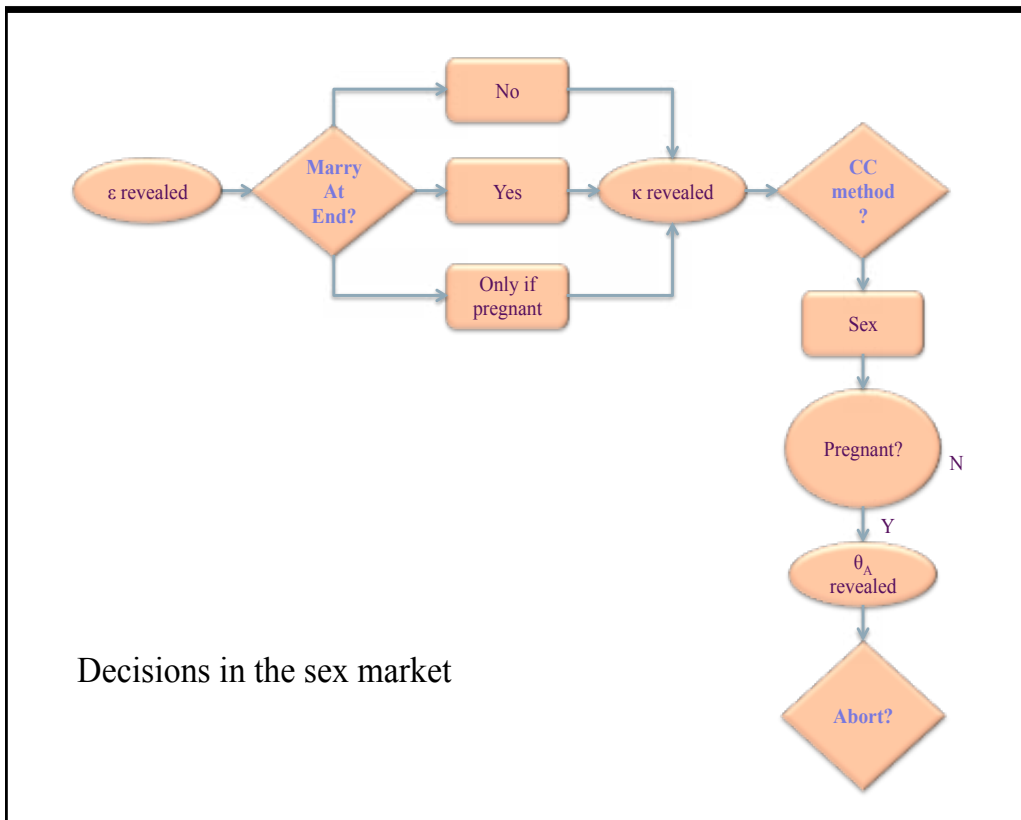 ε revealed
Marry
At
End?
No
Yes
Only if
pregnant
κ revealed
CC
method
?
Sex
Pregnant?
N
Y
θA
revealed
Abort?
Decisions in the sex market